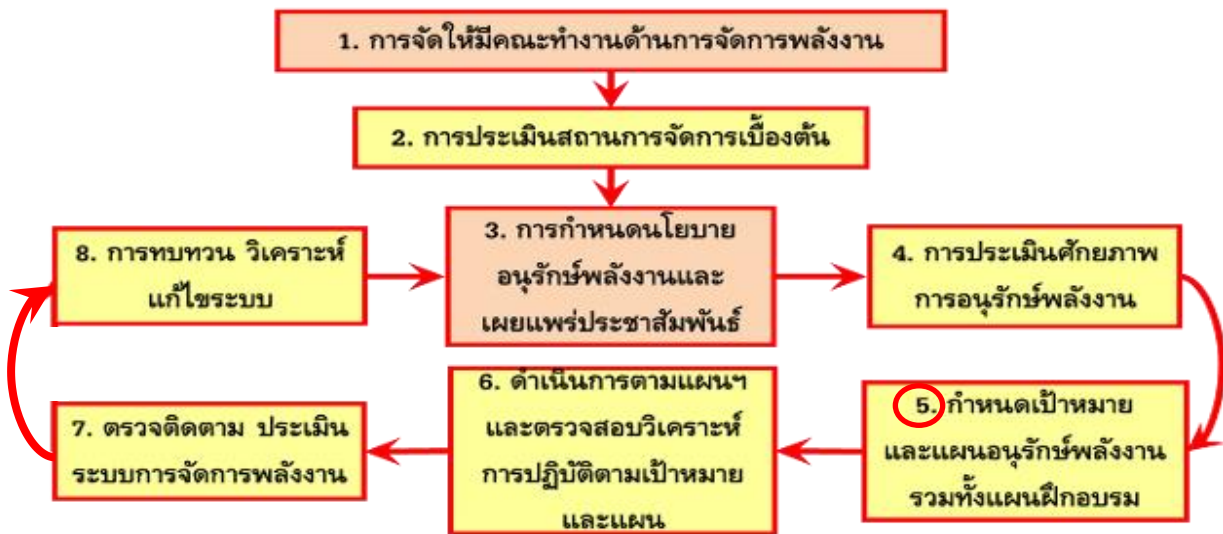 1. การจัดให้มีคณะทำงานด้านการจัดการพลังงาน
2. การประเมินสถานการจัดการเบื้องต้น
3. การกำหนดนโยบาย
อนุรักษ์พลังงานและ
เผยแพร่ประชาสัมพันธ์
4. การประเมินศักยภาพ
การอนุรักษ์พลังงาน
5. กำหนดเป้าหมาย
และแผนอนุรักษ์พลังงาน
รวมทั้งแผนฝึกอบรม
6. ดำเนินการตามแผนฯ
และตรวจสอบวิเคราะห์
การปฏิบัติตามเป้าหมาย
และแผน
7. ตรวจติดตาม ประเมิน
ระบบการจัดการพลังงาน
8. การทบทวน วิเคราะห์
แก้ไขระบบ